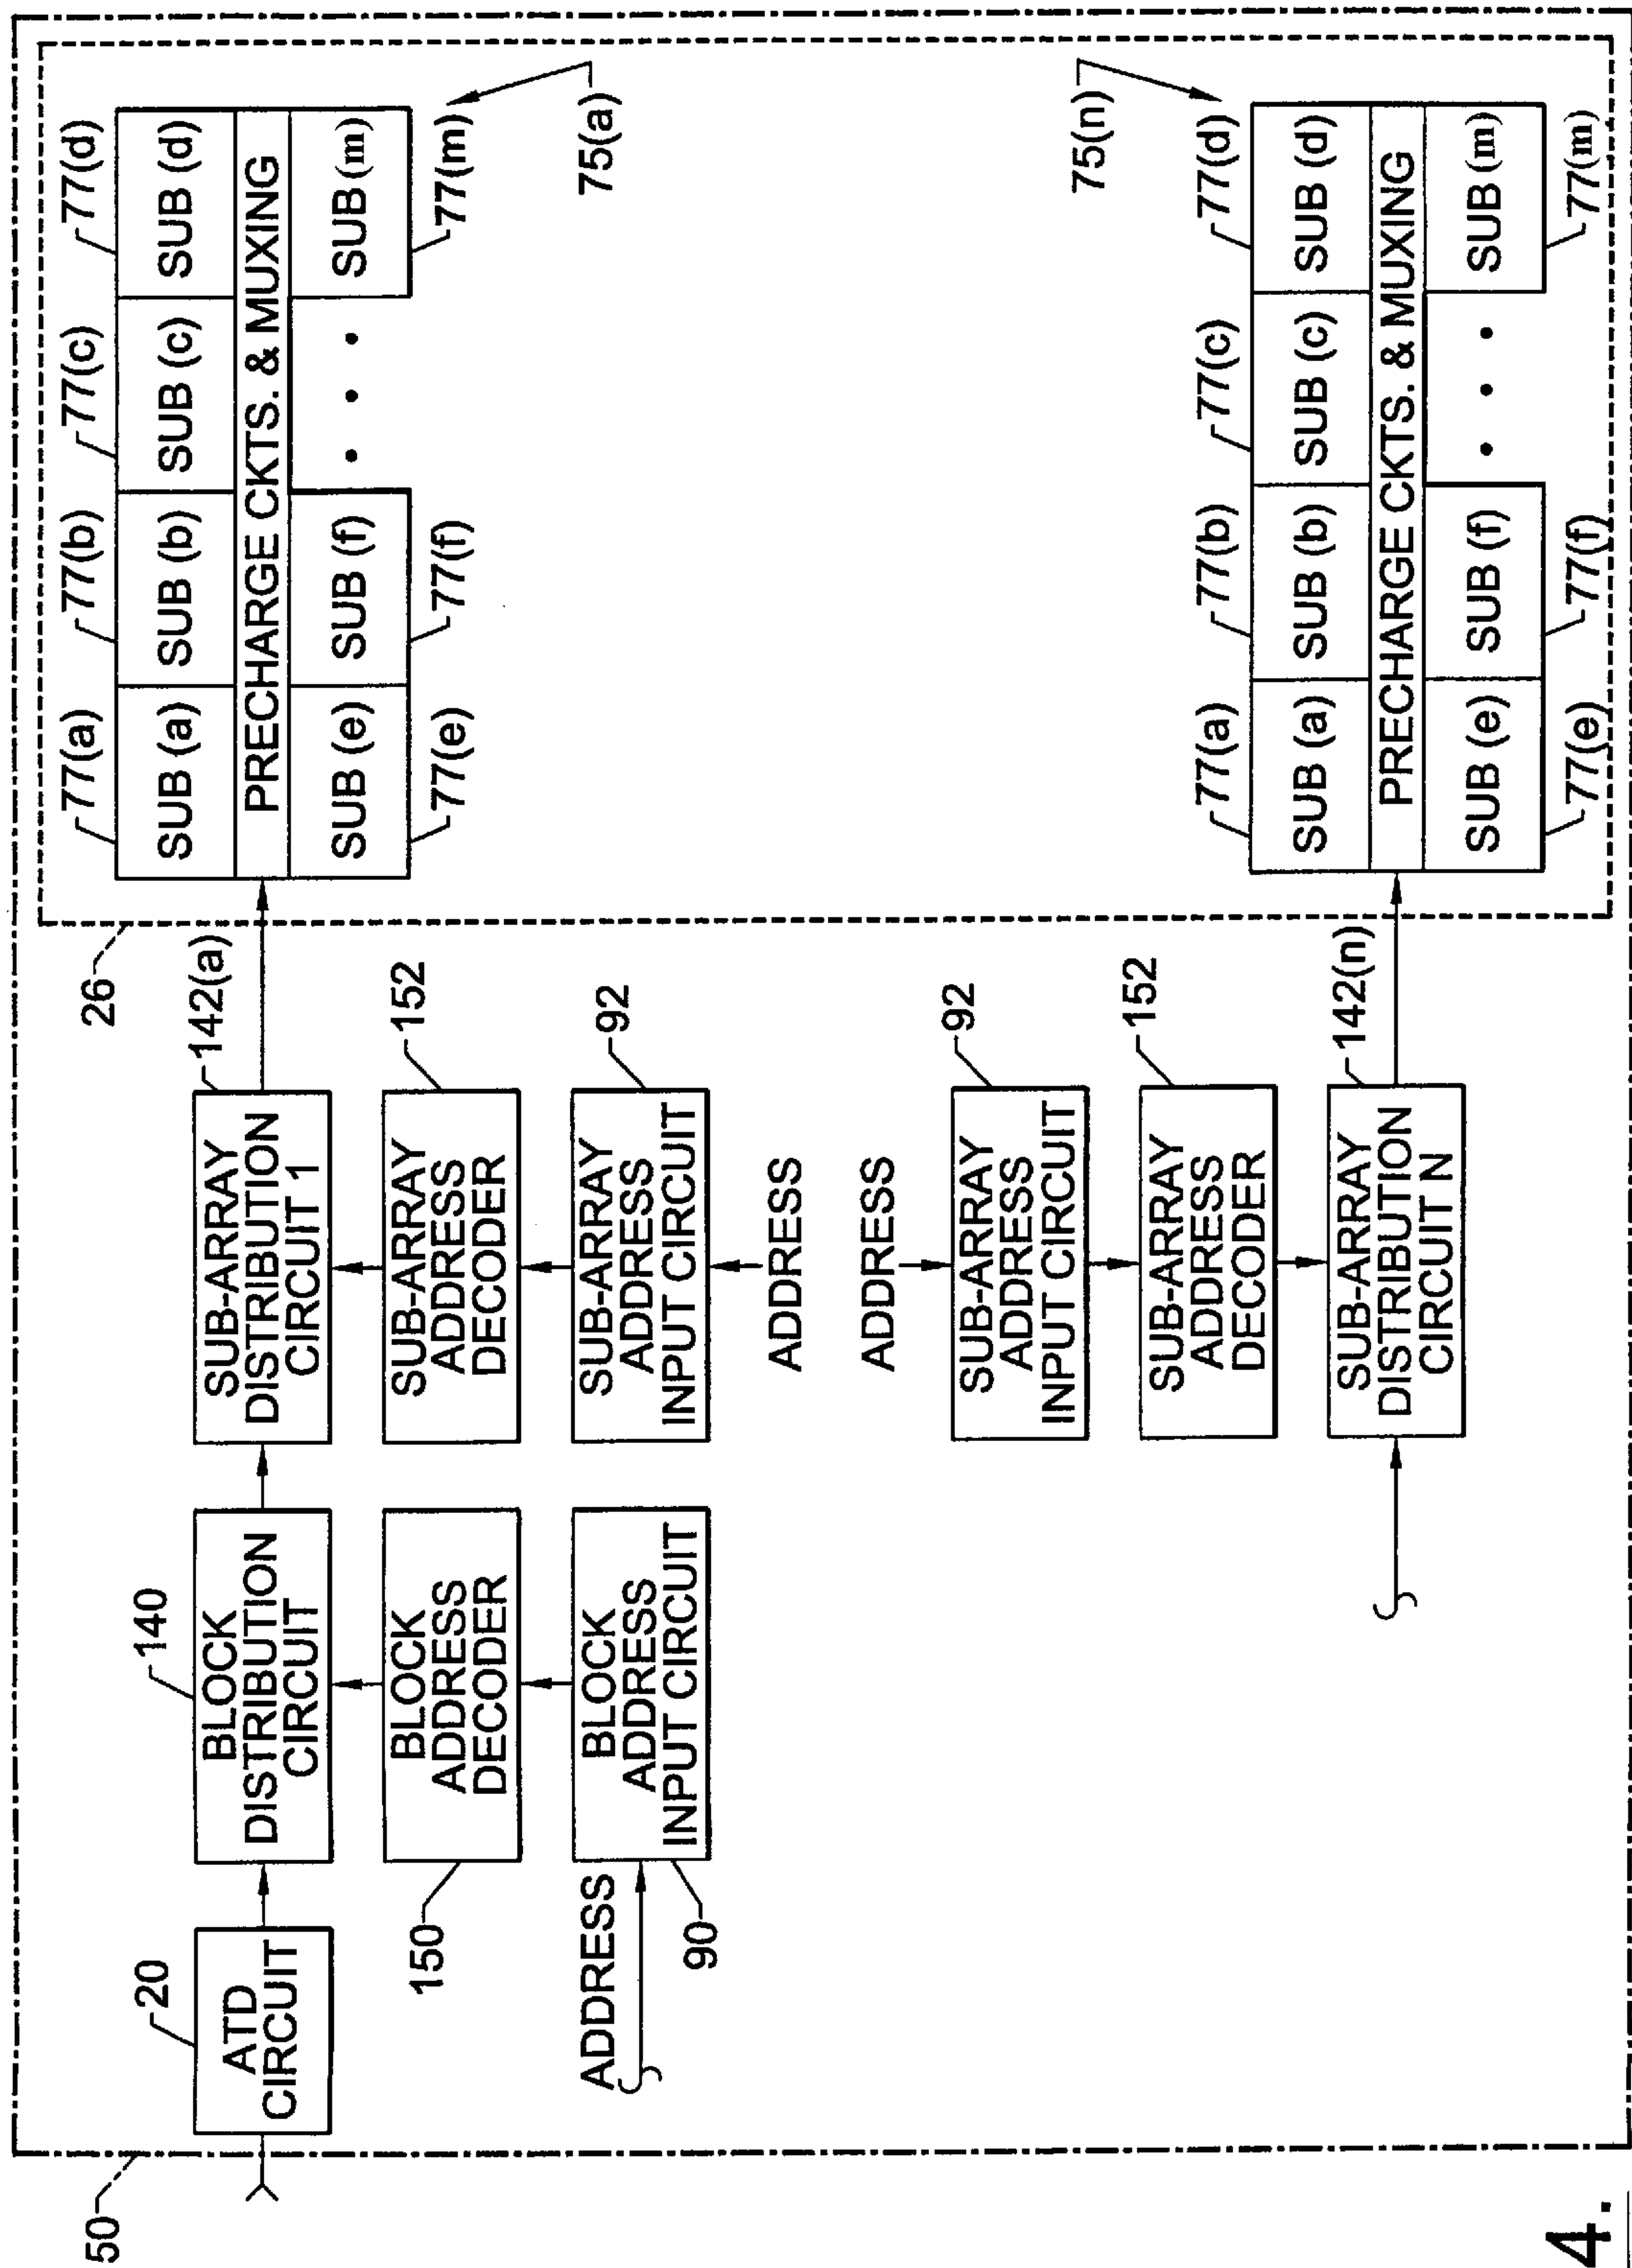 50
20
ATD
CIRCUIT
140
BLOCK
DISTRIBUTION
CIRCUIT
SUB-ARRAY
DISTRIBUTION
CIRCUIT 1
142(a)
26
77(a)
77(b)
77(c)
77(d)
SUB (a)
SUB (b)
SUB (c)
SUB (d)
PRECHARGE CKTS. & MUXING
SUB (e)
SUB (f)
• • •
SUB (m)
77(e)
77(f)
77(m)
75(a)
150
BLOCK
ADDRESS
DECODER
SUB-ARRAY
ADDRESS
DECODER
152
ADDRESS
90
BLOCK
ADDRESS
INPUT CIRCUIT
SUB-ARRAY
ADDRESS
INPUT CIRCUIT
92
ADDRESS
ADDRESS
SUB-ARRAY
ADDRESS
INPUT CIRCUIT
92
SUB-ARRAY
ADDRESS
DECODER
152
SUB-ARRAY
DISTRIBUTION
CIRCUIT N
142(n)
75(n)
77(a)
77(b)
77(c)
77(d)
SUB (a)
SUB (b)
SUB (c)
SUB (d)
PRECHARGE CKTS. & MUXING
SUB (e)
SUB (f)
• • •
SUB (m)
77(e)
77(f)
77(m)
4.